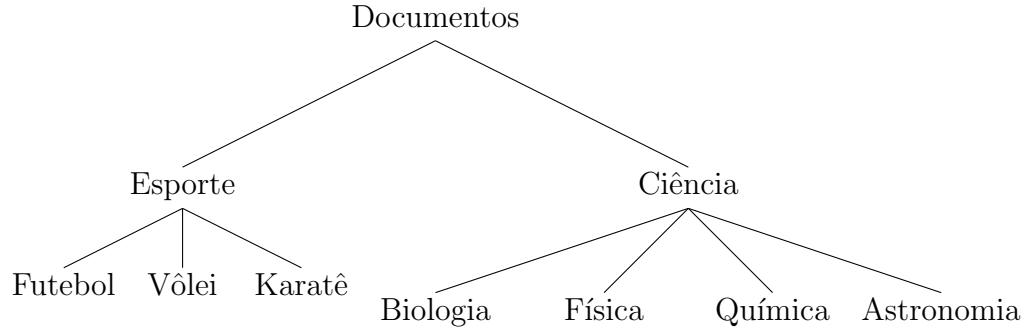 Documentos
Esporte Ciência
Futebol Vôlei Karatê
Biologia Física Química Astronomia